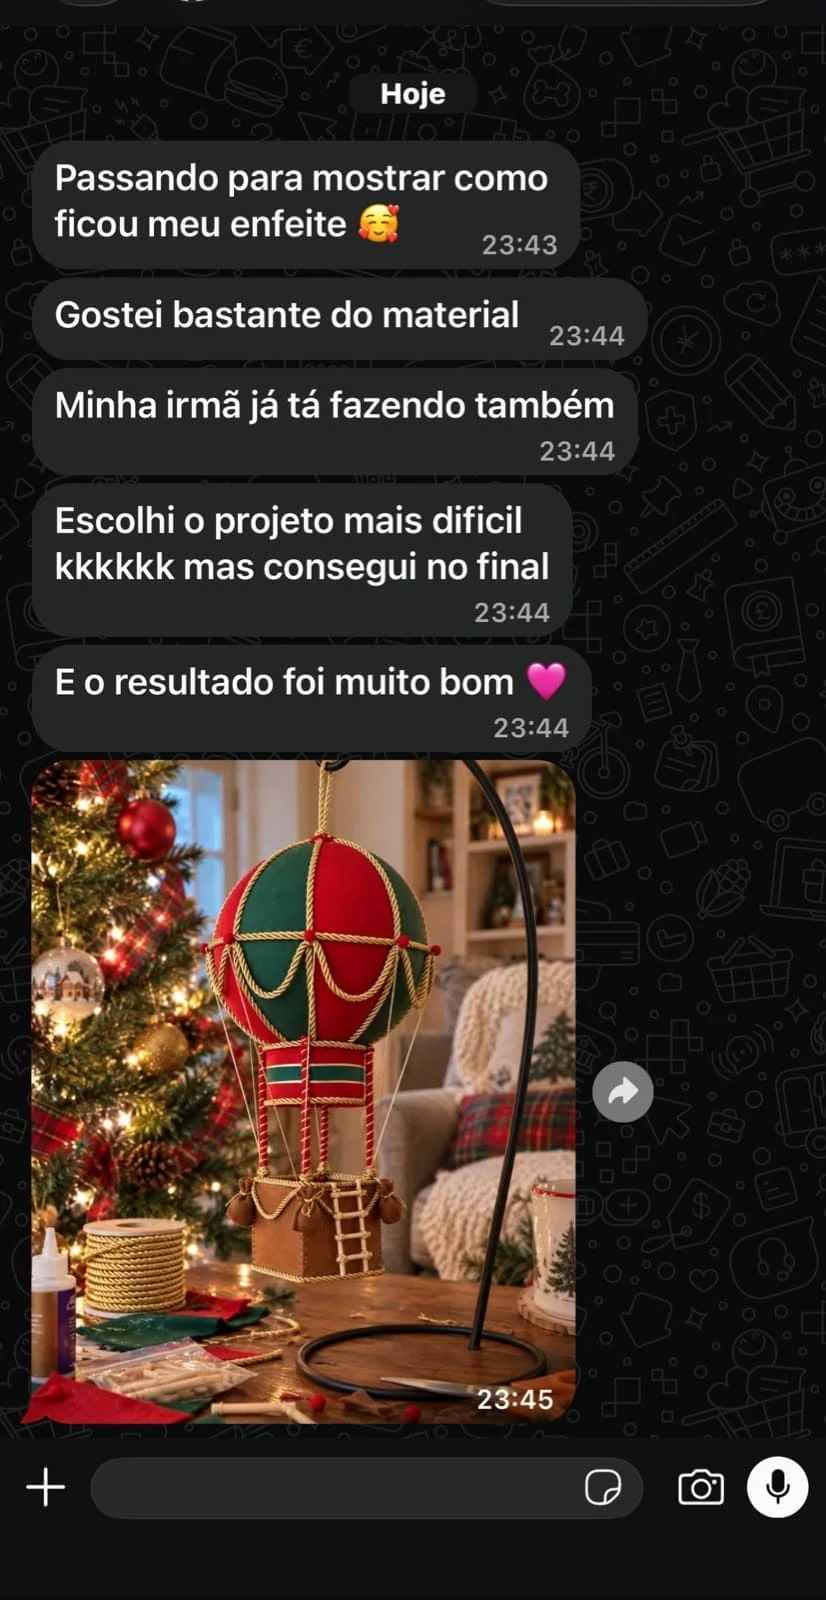 Hoje
Passando para mostrar como
ficou meu enfeite 🥰
23:43
Gostei bastante do material
23:44
Minha irmã já tá fazendo também
23:44
Escolhi o projeto mais dificil
kkkkkk mas consegui no final
23:44
E o resultado foi muito bom 💗
23:44
23:45